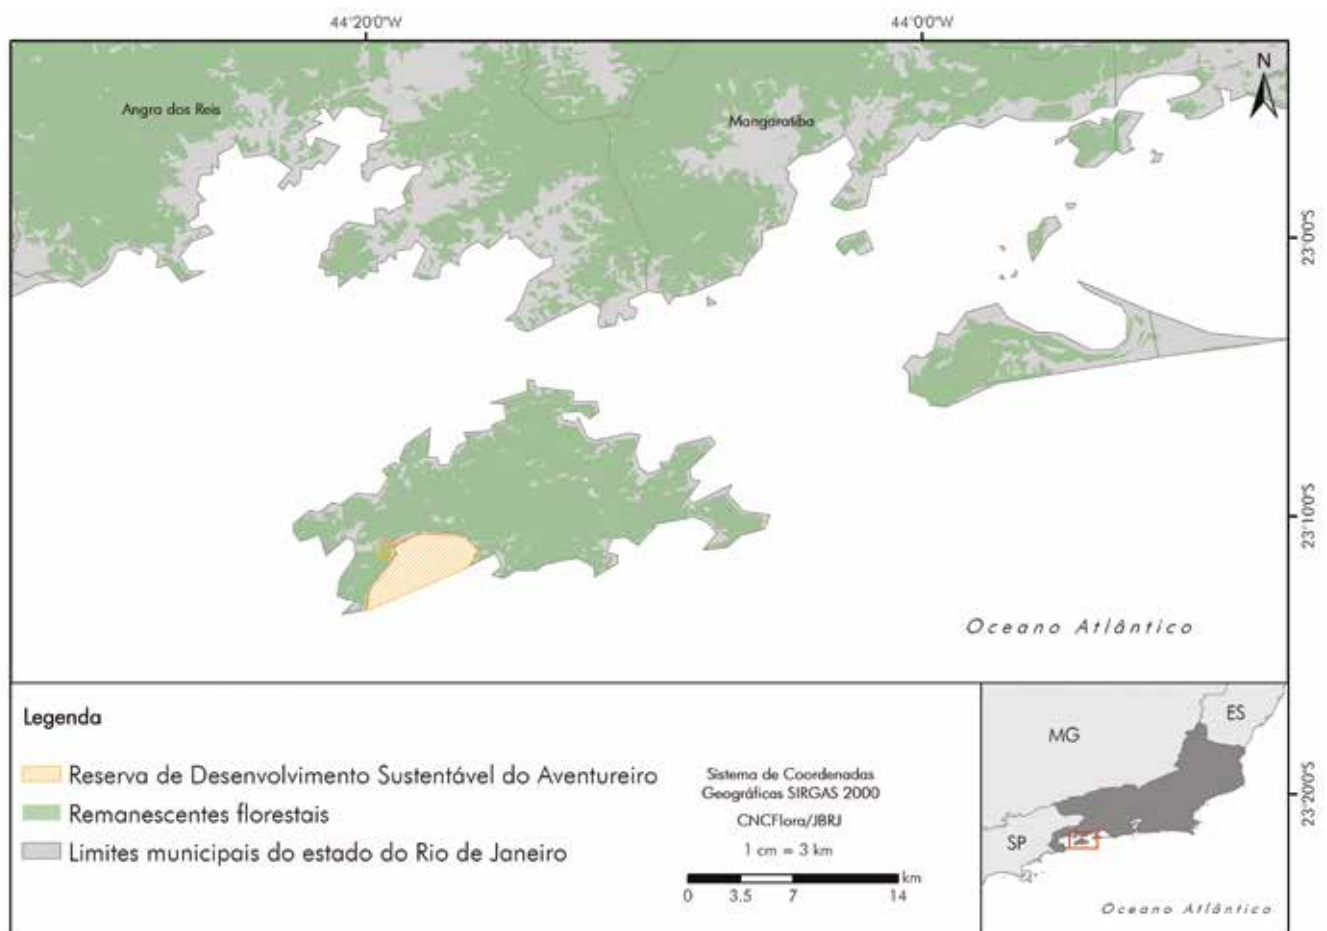 44°20'0"W
44°0'0"W
N
Angra dos Reis
Mangaratiba
23°0'0"S
23°10'0"S
Oceano Atlântico
Legenda
Reserva de Desenvolvimento Sustentável do Aventureiro
Remanescentes florestais
Limites municipais do estado do Rio de Janeiro
Sistema de Coordenadas
Geográficas SIRGAS 2000
CNCFlora/JBRJ
1 cm = 3 km
km
0 3.5 7 14
MG
ES
SP
23°20'0"S
Oceano Atlântico